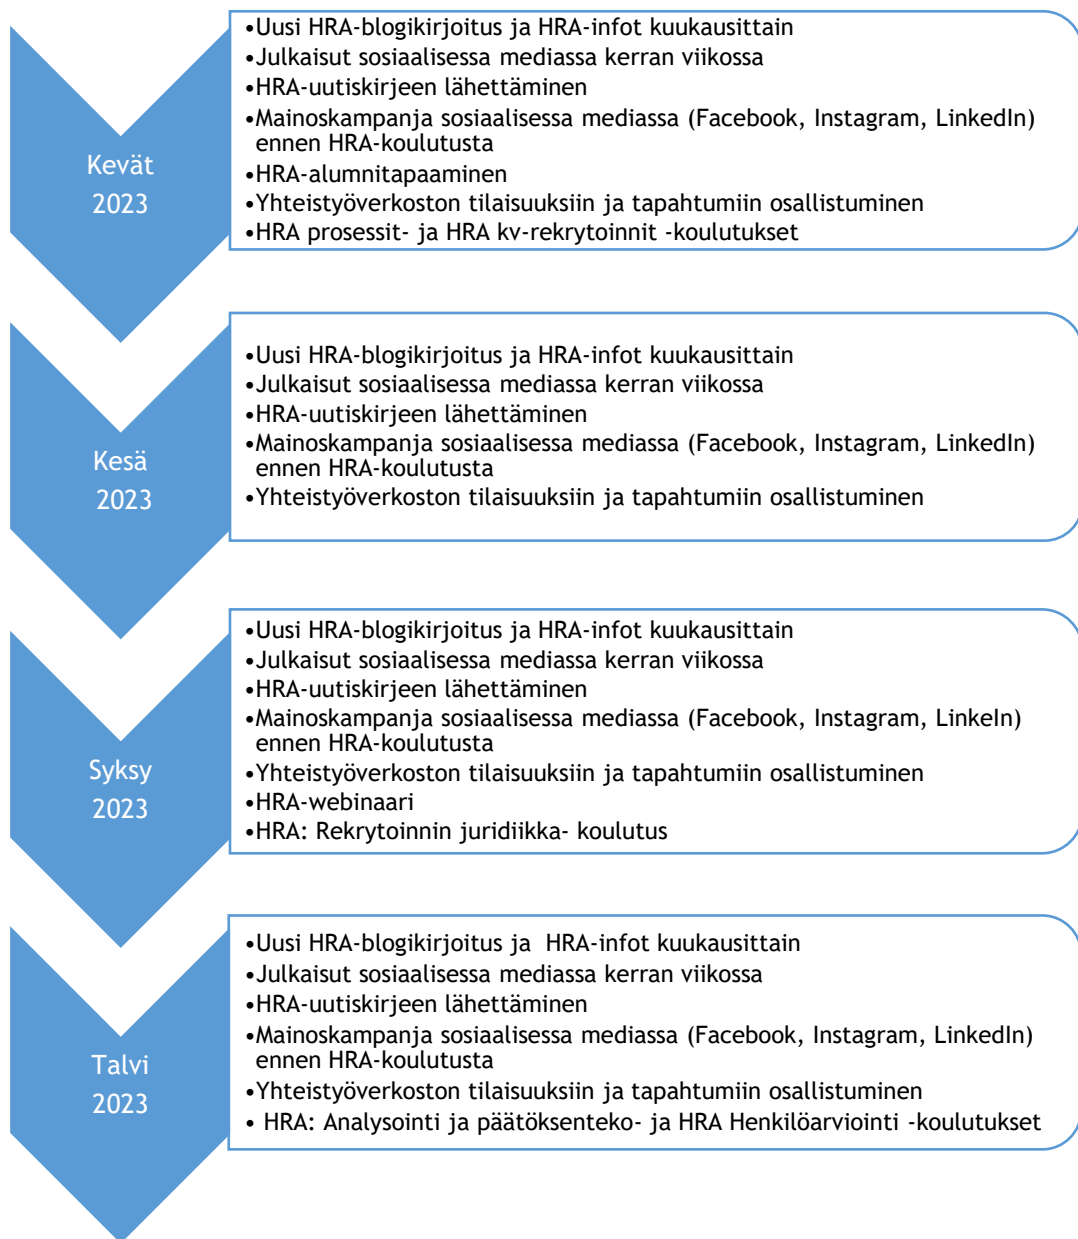 Kevät
2023
•Uusi HRA-blogikirjoitus ja HRA-infot kuukausittain
•Julkaisut sosiaalisessa mediassa kerran viikossa
•HRA-uutiskirjeen lähettäminen
•Mainoskampanja sosiaalisessa mediassa (Facebook, Instagram, LinkedIn)
ennen HRA-koulutusta
•HRA-alumnitapaaminen
•Yhteistyöverkoston tilaisuuksiin ja tapahtumiin osallistuminen
•HRA prosessit- ja HRA kv-rekrytoinnit -koulutukset
Kesä
2023
•Uusi HRA-blogikirjoitus ja HRA-infot kuukausittain
•Julkaisut sosiaalisessa mediassa kerran viikossa
•HRA-uutiskirjeen lähettäminen
•Mainoskampanja sosiaalisessa mediassa (Facebook, Instagram, LinkedIn)
ennen HRA-koulutusta
•Yhteistyöverkoston tilaisuuksiin ja tapahtumiin osallistuminen
Syksy
2023
•Uusi HRA-blogikirjoitus ja HRA-infot kuukausittain
•Julkaisut sosiaalisessa mediassa kerran viikossa
•HRA-uutiskirjeen lähettäminen
•Mainoskampanja sosiaalisessa mediassa (Facebook, Instagram, LinkeIn)
ennen HRA-koulutusta
•Yhteistyöverkoston tilaisuuksiin ja tapahtumiin osallistuminen
•HRA-webinaari
•HRA: Rekrytoinnin juridiikka- koulutus
Talvi
2023
•Uusi HRA-blogikirjoitus ja  HRA-infot kuukausittain
•Julkaisut sosiaalisessa mediassa kerran viikossa
•HRA-uutiskirjeen lähettäminen
•Mainoskampanja sosiaalisessa mediassa (Facebook, Instagram, LinkedIn)
ennen HRA-koulutusta
•Yhteistyöverkoston tilaisuuksiin ja tapahtumiin osallistuminen
• HRA: Analysointi ja päätöksenteko- ja HRA Henkilöarviointi -koulutukset